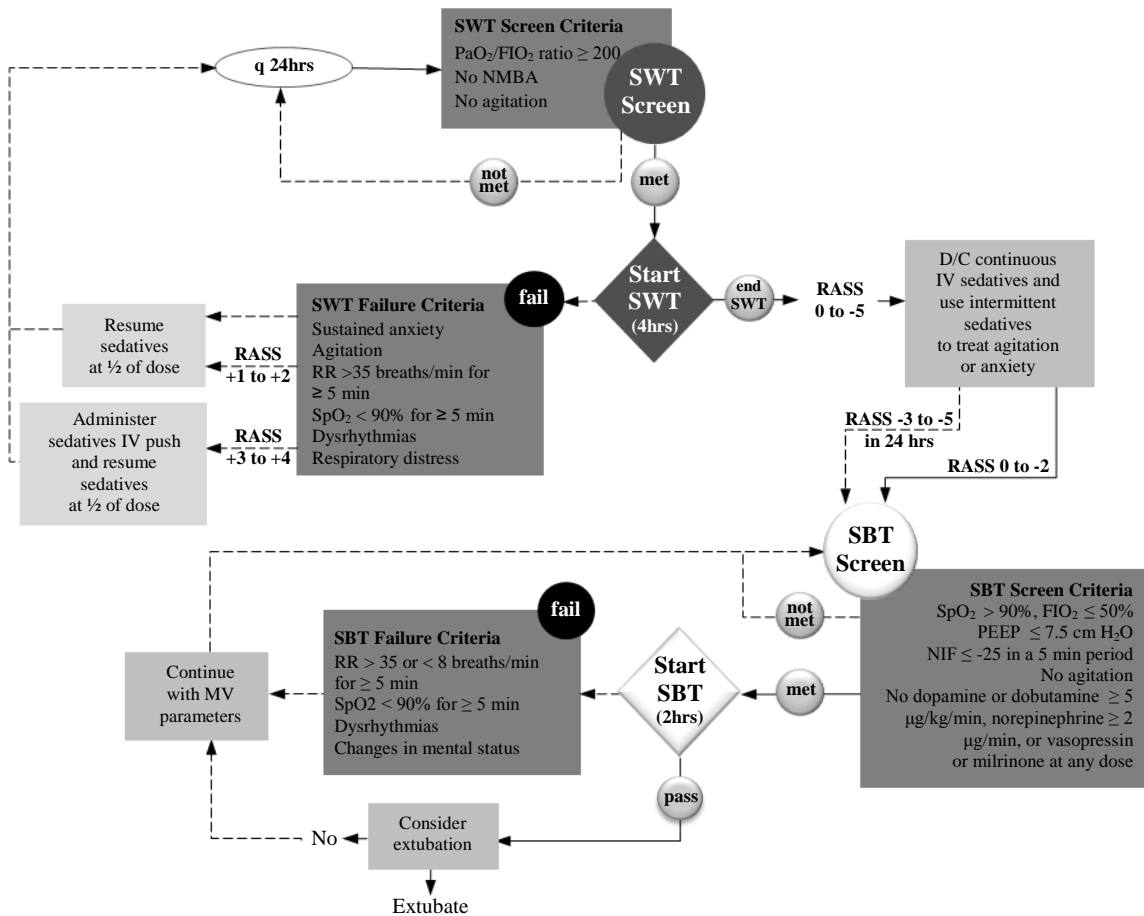 q 24hrs
SWT Screen Criteria
PaO₂/FIO₂ ratio ≥ 200
No NMBA
No agitation
SWT
Screen
not
met
met
Start
SWT
(4hrs)
end
SWT
RASS
0 to -5
D/C continuous
IV sedatives and
use intermittent
sedatives
to treat agitation
or anxiety
fail
SWT Failure Criteria
Sustained anxiety
Agitation
RR >35 breaths/min for
≥ 5 min
SpO₂ < 90% for ≥ 5 min
Dysrhythmias
Respiratory distress
RASS
+1 to +2
RASS
+3 to +4
Resume
sedatives
at ½ of dose
Administer
sedatives IV push
and resume
sedatives
at ½ of dose
RASS -3 to -5
in 24 hrs
RASS 0 to -2
SBT
Screen
SBT Screen Criteria
SpO₂ > 90%, FIO₂ ≤ 50%
PEEP ≤ 7.5 cm H₂O
NIF ≤ -25 in a 5 min period
No agitation
No dopamine or dobutamine ≥ 5
µg/kg/min, norepinephrine ≥ 2
µg/min, or vasopressin
or milrinone at any dose
not
met
met
Start
SBT
(2hrs)
fail
SBT Failure Criteria
RR > 35 or < 8 breaths/min
for ≥ 5 min
SpO2 < 90% for ≥ 5 min
Dysrhythmias
Changes in mental status
Continue
with MV
parameters
pass
Consider
extubation
No
Extubate